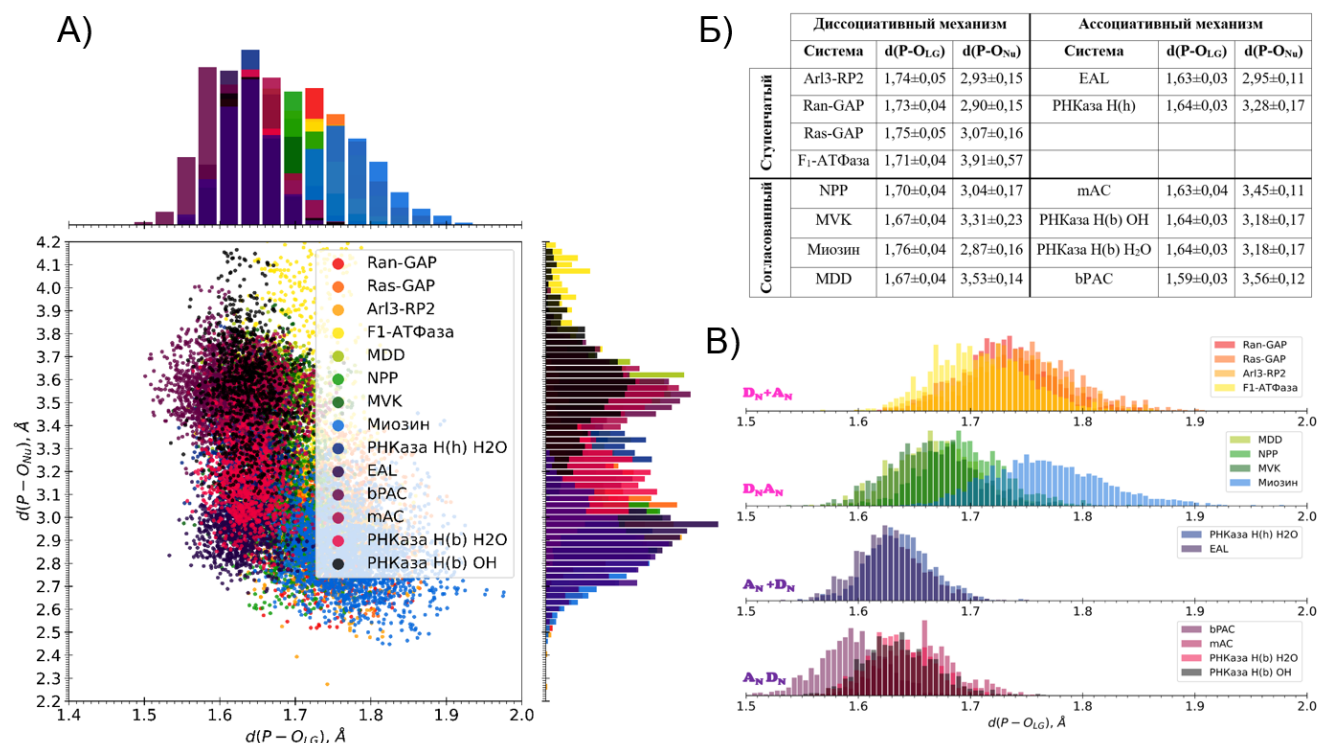 А)
4.2
4.1
4.0
3.9
3.8
3.7
3.6
3.5
3.4
3.3
3.2
3.1
3.0
2.9
2.8
2.7
2.6
2.5
2.4
2.3
2.2
d(P − O_Nu), Å
Ran-GAP
Ras-GAP
Arl3-RP2
F1-АТФаза
MDD
NPP
MVK
Миозин
РНКаза H(h) H2O
EAL
bPAC
mAC
РНКаза H(b) H2O
РНКаза H(b) OH
1.4 1.5 1.6 1.7 1.8 1.9 2.0
d(P − O_LG), Å
Б)
Диссоциативный механизм Ассоциативный механизм
Система d(P-O_LG) d(P-O_Nu) Система d(P-O_LG) d(P-O_Nu)
Ступенчатый
Arl3-RP2 1,74±0,05 2,93±0,15 EAL 1,63±0,03 2,95±0,11
Ran-GAP 1,73±0,04 2,90±0,15 РНКаза H(h) 1,64±0,03 3,28±0,17
Ras-GAP 1,75±0,05 3,07±0,16
F₁-АТФаза 1,71±0,04 3,91±0,57
Согласованный
NPP 1,70±0,04 3,04±0,17 mAC 1,63±0,04 3,45±0,11
MVK 1,67±0,04 3,31±0,23 РНКаза H(b) OH 1,64±0,03 3,18±0,17
Миозин 1,76±0,04 2,87±0,16 РНКаза H(b) H₂O 1,64±0,03 3,18±0,17
MDD 1,67±0,04 3,53±0,14 bPAC 1,59±0,03 3,56±0,12
В)
D_N+A_N
Ran-GAP
Ras-GAP
Arl3-RP2
F1-АТФаза
1.5 1.6 1.7 1.8 1.9 2.0
D_NA_N
MDD
NPP
MVK
Миозин
1.5 1.6 1.7 1.8 1.9 2.0
A_N+D_N
РНКаза H(h) H2O
EAL
1.5 1.6 1.7 1.8 1.9 2.0
A_ND_N
bPAC
mAC
РНКаза H(b) H2O
РНКаза H(b) OH
1.5 1.6 1.7 1.8 1.9 2.0
d(P − O_LG), Å